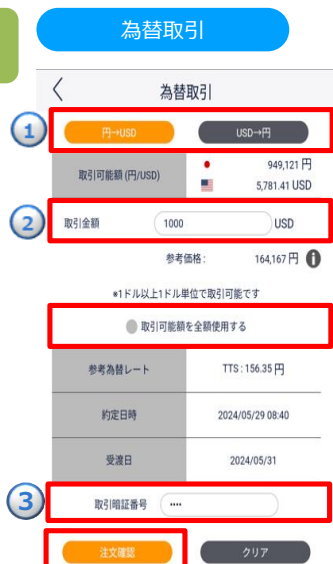 為替取引
為替取引
1
円→USD
USD→円
取引可能額 (円/USD)
949,121 円
5,781.41 USD
2
取引金額
1000
USD
参考価格 :
164,167 円
*1ドル以上1ドル単位で取引可能です
取引可能額を全額使用する
参考為替レート
TTS : 156.35 円
約定日時
2024/05/29 08:40
受渡日
2024/05/31
3
取引暗証番号
····
注文確認
クリア